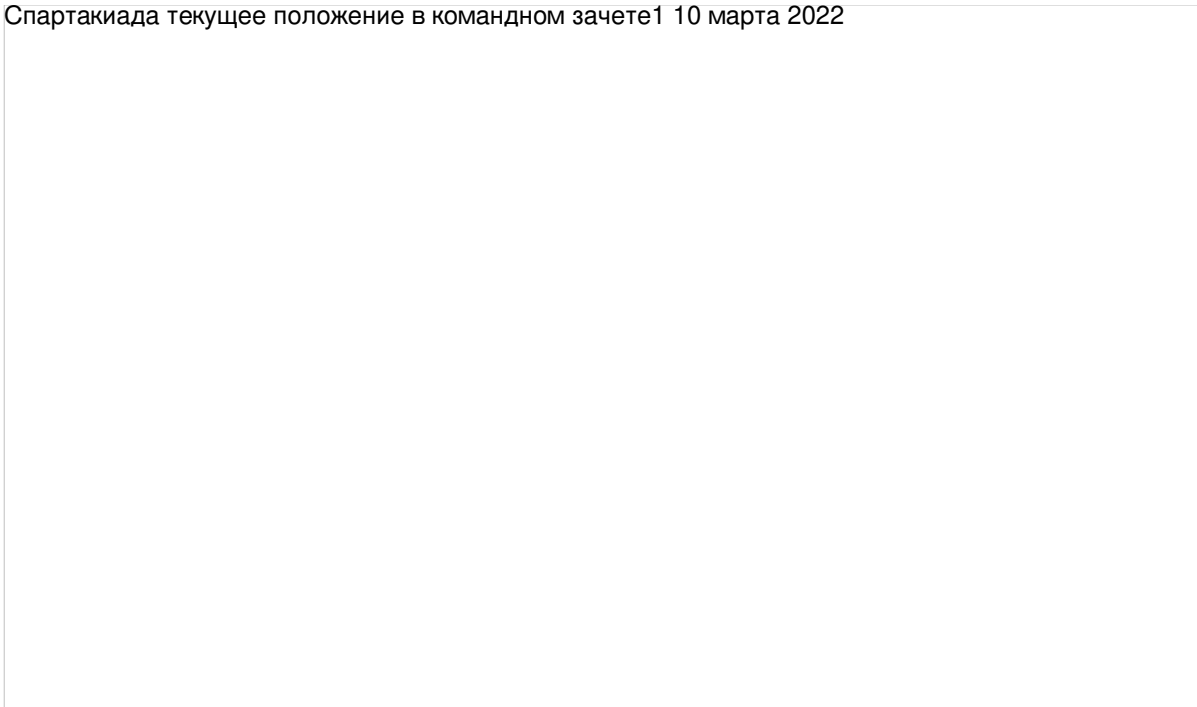 Спартакиада текущее положение в командном зачете1 10 марта 2022